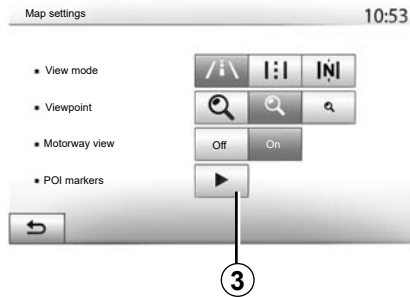 Map settings 10:53
View mode N
Viewpoint
Motorway view Off On
POI markers
3